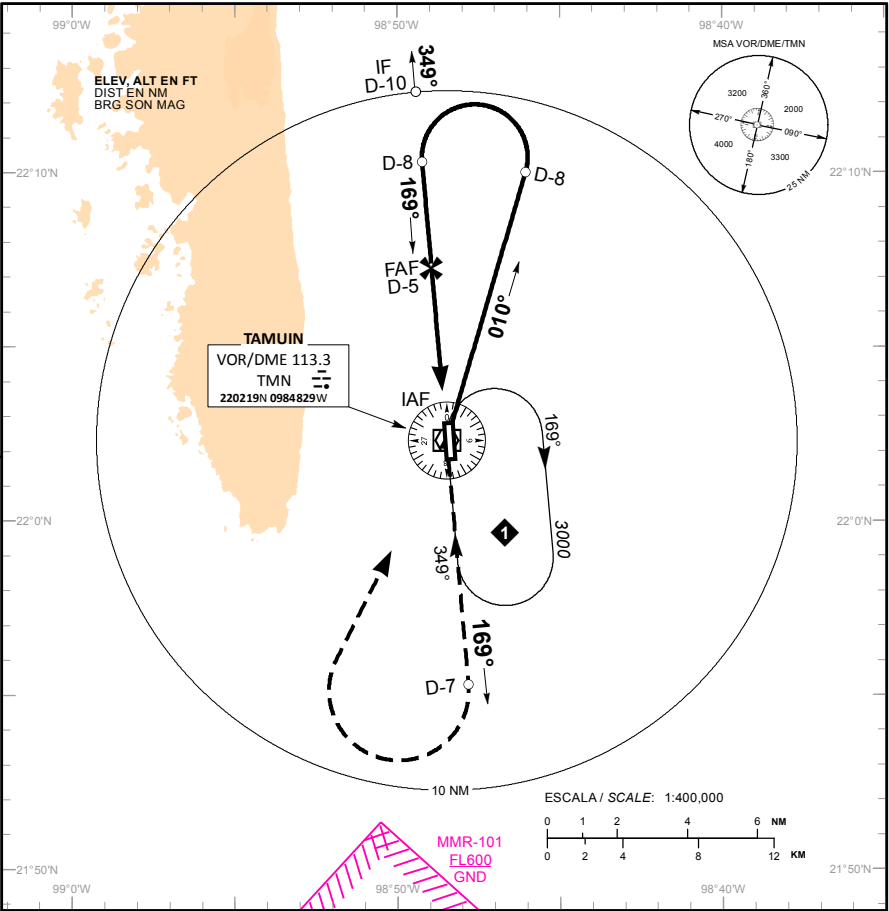 99°0'W
98°50'W
98°40'W
ELEV, ALT EN FT
DIST EN NM
BRG SON MAG
IF
D-10
349°
MSA VOR/DME/TMN
3200
360°
2000
270°
090°
4000
180°
3300
25 NM
22°10'N
22°10'N
D-8
D-8
169°
FAF
D-5
010°
TAMUIN
VOR/DME 113.3
TMN
220219N 0984829W
IAF
0
27
9
8
169°
22°0'N
22°0'N
1
3000
349°
169°
D-7
10 NM
ESCALA / SCALE: 1:400,000
0 1 2 4 6 NM
0 2 4 8 12 KM
MMR-101
FL600
GND
21°50'N
21°50'N
99°0'W
98°50'W
98°40'W